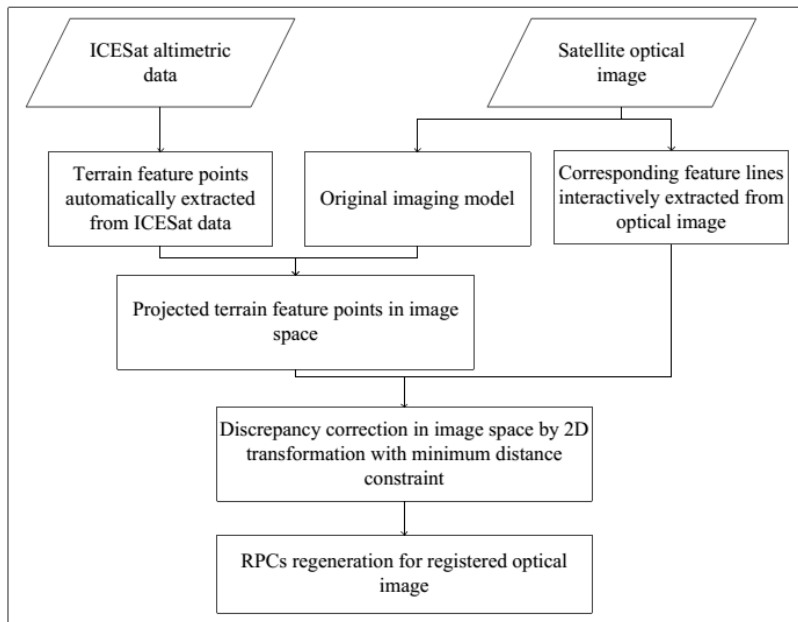 ICESat altimetric
data
Satellite optical
image
Terrain feature points
automatically extracted
from ICESat data
Original imaging model
Corresponding feature lines
interactively extracted from
optical image
Projected terrain feature points in image
space
Discrepancy correction in image space by 2D
transformation with minimum distance
constraint
RPCs regeneration for registered optical
image